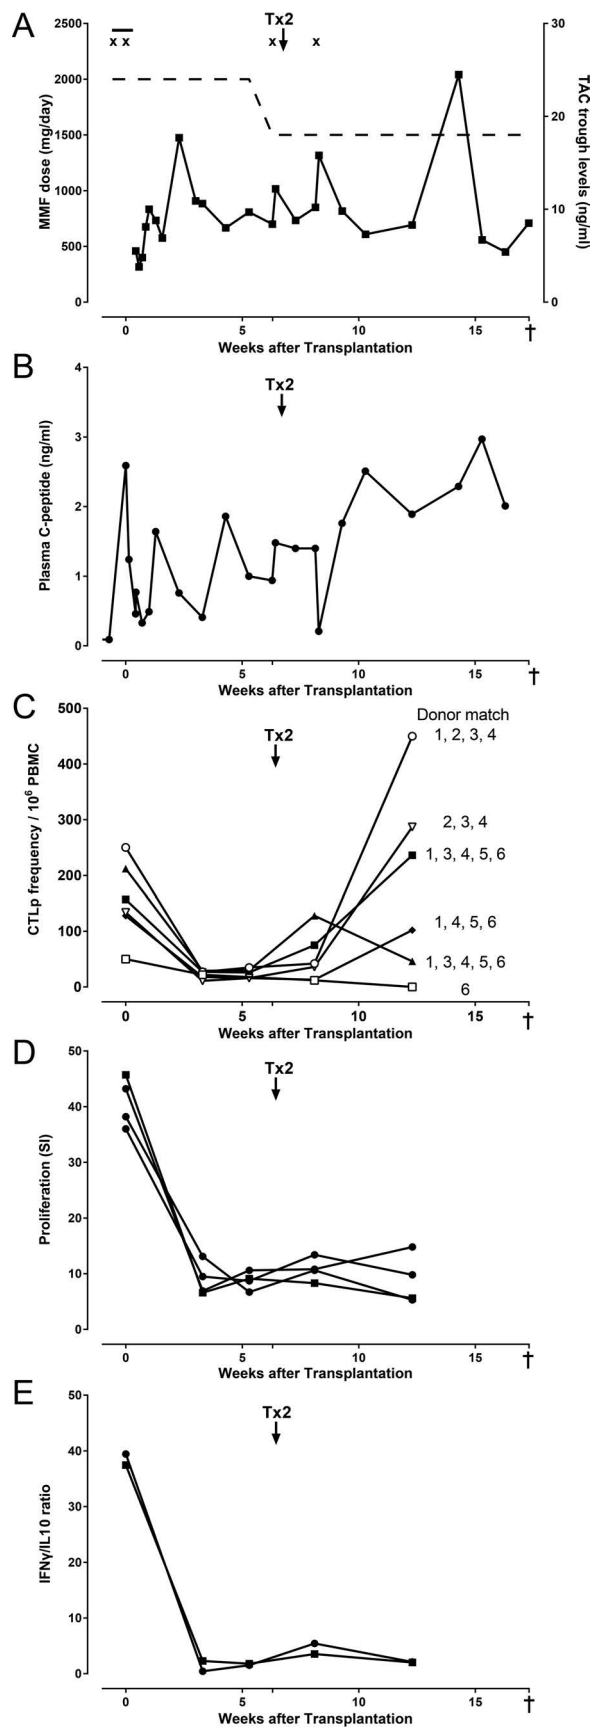 A
Tx2
x x x x
MMF dose (mg/day)
2500
2000
1500
1000
500
0
TAC trough levels (ng/ml)
30
20
10
0
0 5 10 15 †
Weeks after Transplantation
B
Tx2
Plasma C-peptide (ng/ml)
4
3
2
1
0
0 5 10 15 †
Weeks after Transplantation
C
Tx2
Donor match
1, 2, 3, 4
2, 3, 4
1, 3, 4, 5, 6
1, 4, 5, 6
1, 3, 4, 5, 6
6
CTLp frequency / 10⁶ PBMC
500
400
300
200
100
0
0 5 10 15 †
Weeks after Transplantation
D
Tx2
Proliferation (SI)
50
40
30
20
10
0
0 5 10 15 †
Weeks after Transplantation
E
Tx2
IFNγ/IL10 ratio
50
40
30
20
10
0
0 5 10 15 †
Weeks after Transplantation